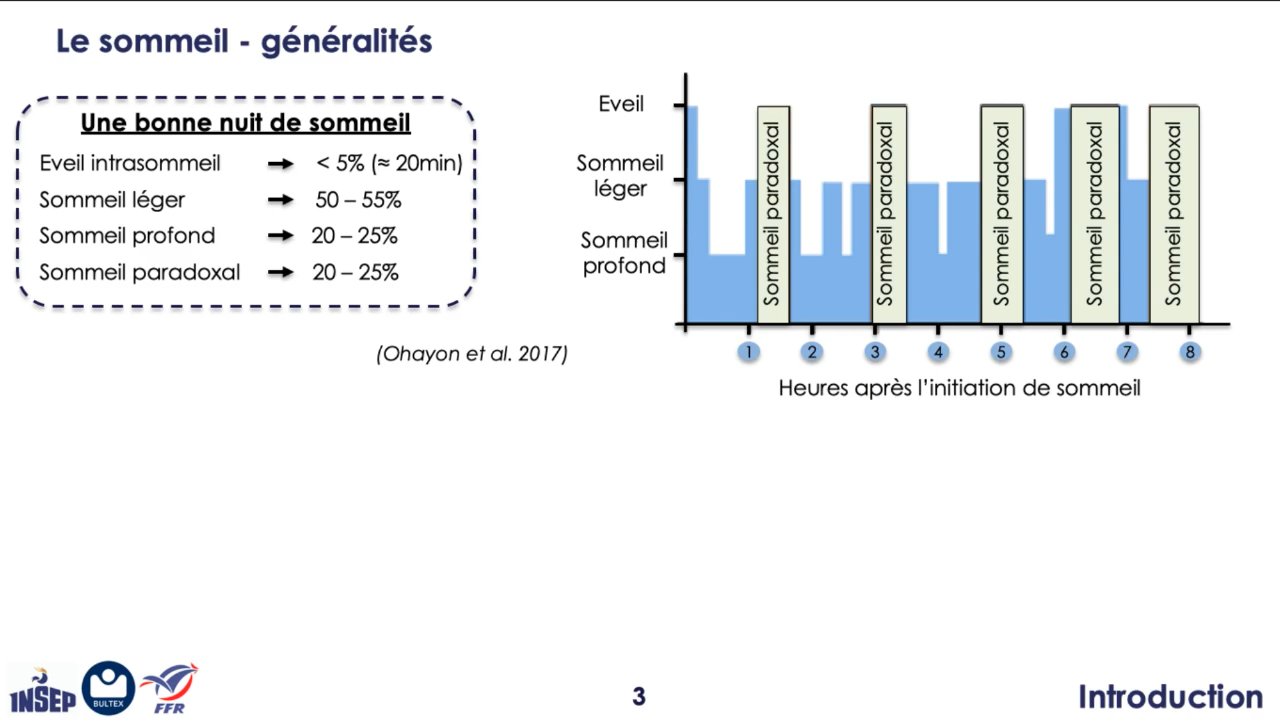 Le sommeil - généralités
Une bonne nuit de sommeil
Eveil intrasommeil → < 5% (≈ 20min)
Sommeil léger → 50 – 55%
Sommeil profond → 20 – 25%
Sommeil paradoxal → 20 – 25%
(Ohayon et al. 2017)
Eveil
Sommeil
léger
Sommeil
profond
Sommeil paradoxal
Sommeil paradoxal
Sommeil paradoxal
Sommeil paradoxal
Sommeil paradoxal
1 2 3 4 5 6 7 8
Heures après l'initiation de sommeil
INSEP
BULTEX
FFR
3
Introduction